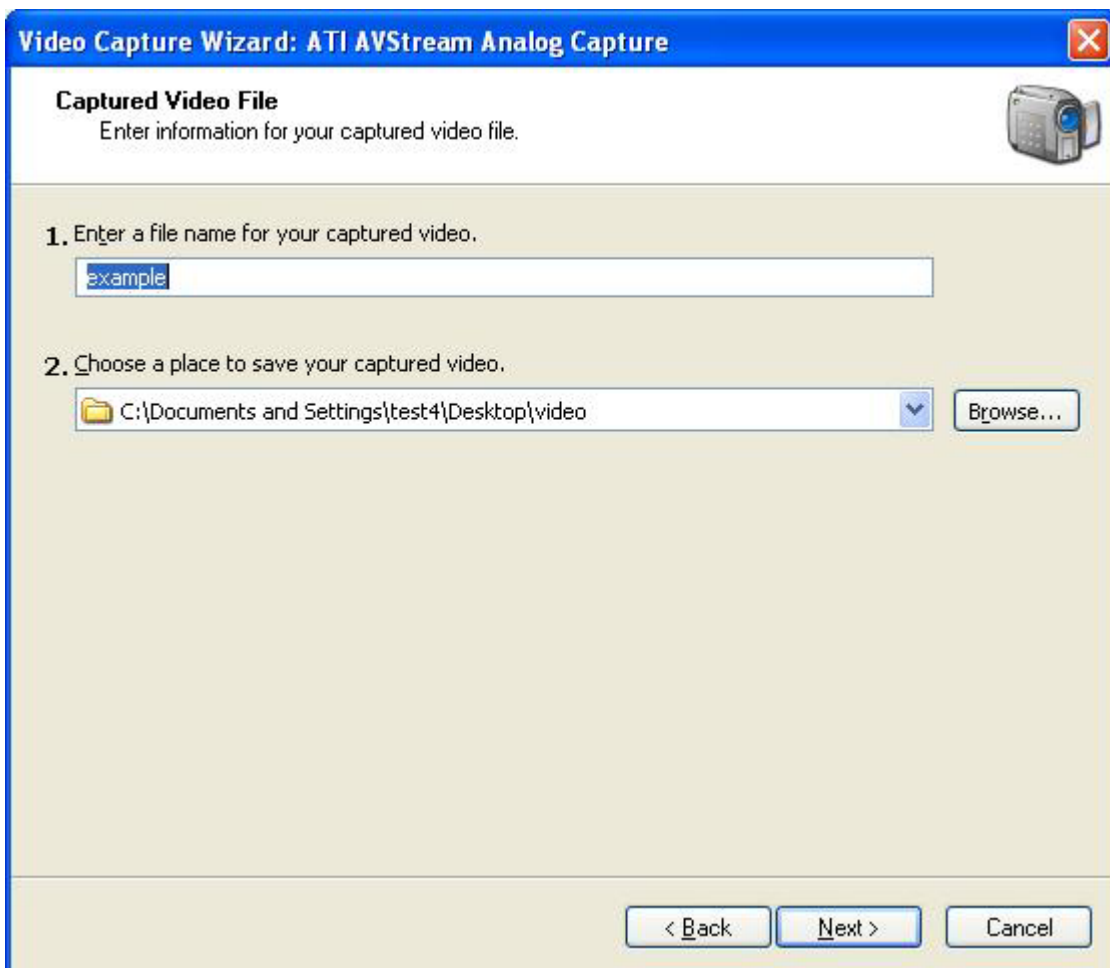 Video Capture Wizard: ATI AVStream Analog Capture
Captured Video File
Enter information for your captured video file.
1. Enter a file name for your captured video.
example
2. Choose a place to save your captured video.
C:\Documents and Settings\test4\Desktop\video
Browse...
< Back Next > Cancel